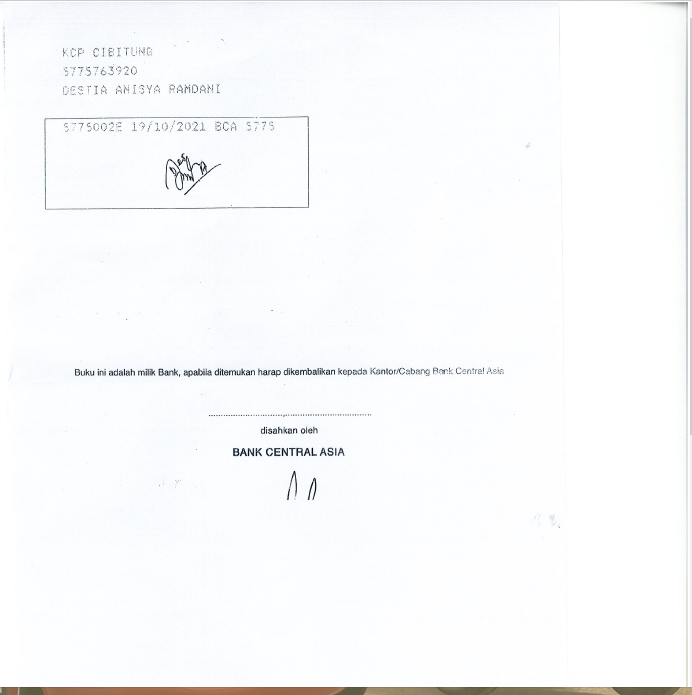 KCP CIBITUNG
5775763920
DESTIA ANISYA RAMDANI
5775002E 19/10/2021 BCA 5775
Buku ini adalah milik Bank, apabila ditemukan harap dikembalikan kepada Kantor/Cabang Bank Central Asia
disahkan oleh
BANK CENTRAL ASIA